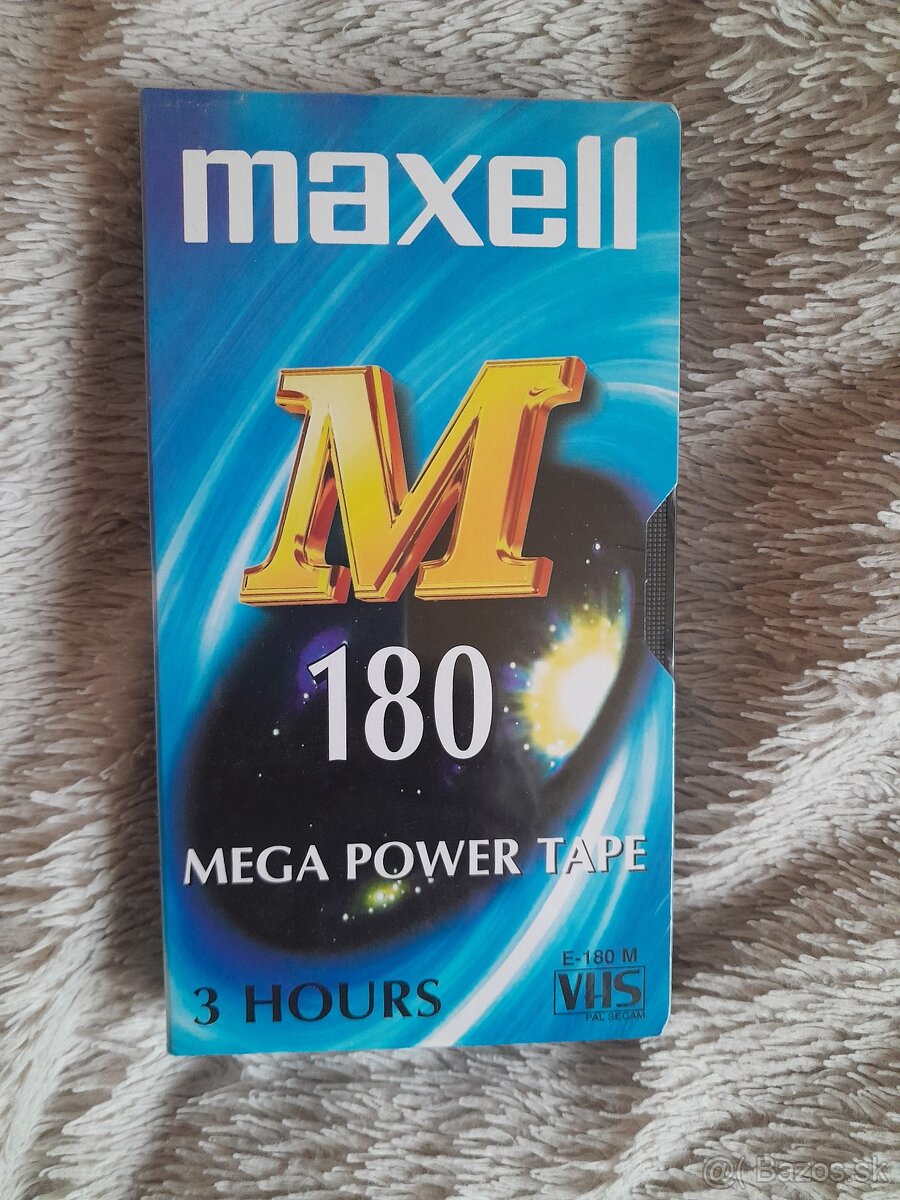 maxell
M
180
MEGA POWER TAPE
E-180 M
3 HOURS
VHS
PAL SECAM
@( Bazos.sk